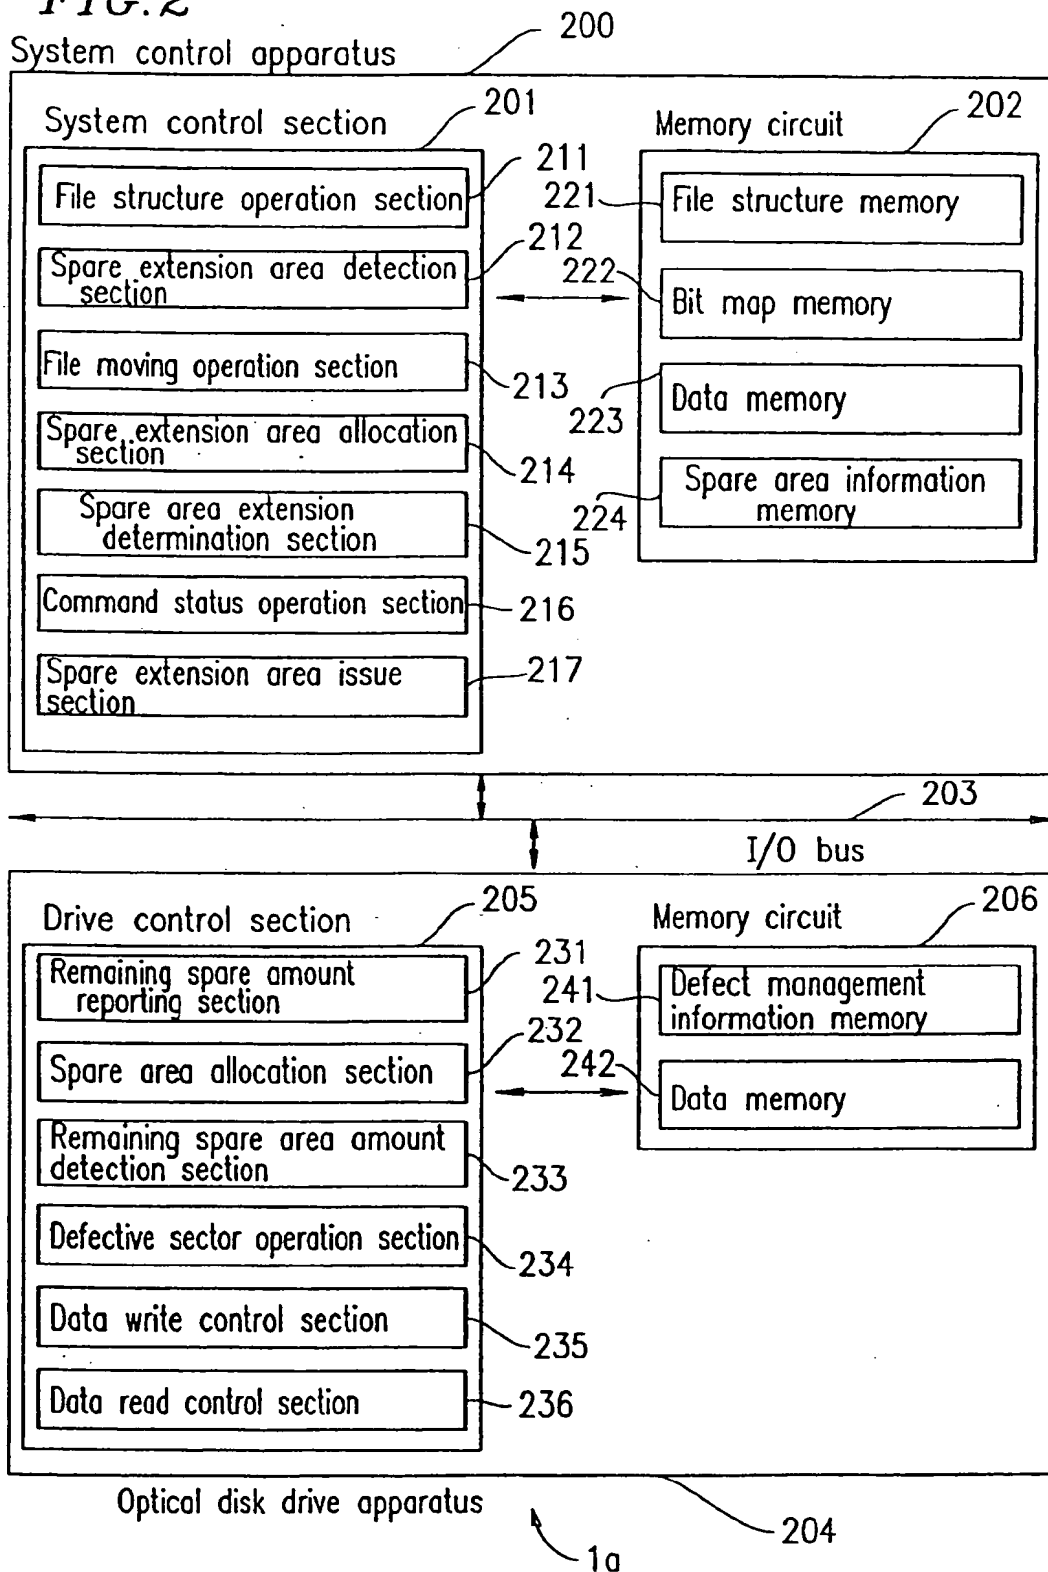 FIG. 2
200
System control apparatus
System control section
201
Memory circuit
202
File structure operation section
211
Spare extension area detection
section
212
File moving operation section
213
Spare extension area allocation
section
214
Spare area extension
determination section
215
Command status operation section
216
Spare extension area issue
section
217
221
File structure memory
222
Bit map memory
223
Data memory
224
Spare area information
memory
203
I/O bus
Drive control section
205
Memory circuit
206
Remaining spare amount
reporting section
231
Spare area allocation section
232
Remaining spare area amount
detection section
233
Defective sector operation section
234
Data write control section
235
Data read control section
236
241
Defect management
information memory
242
Data memory
Optical disk drive apparatus
204
1a